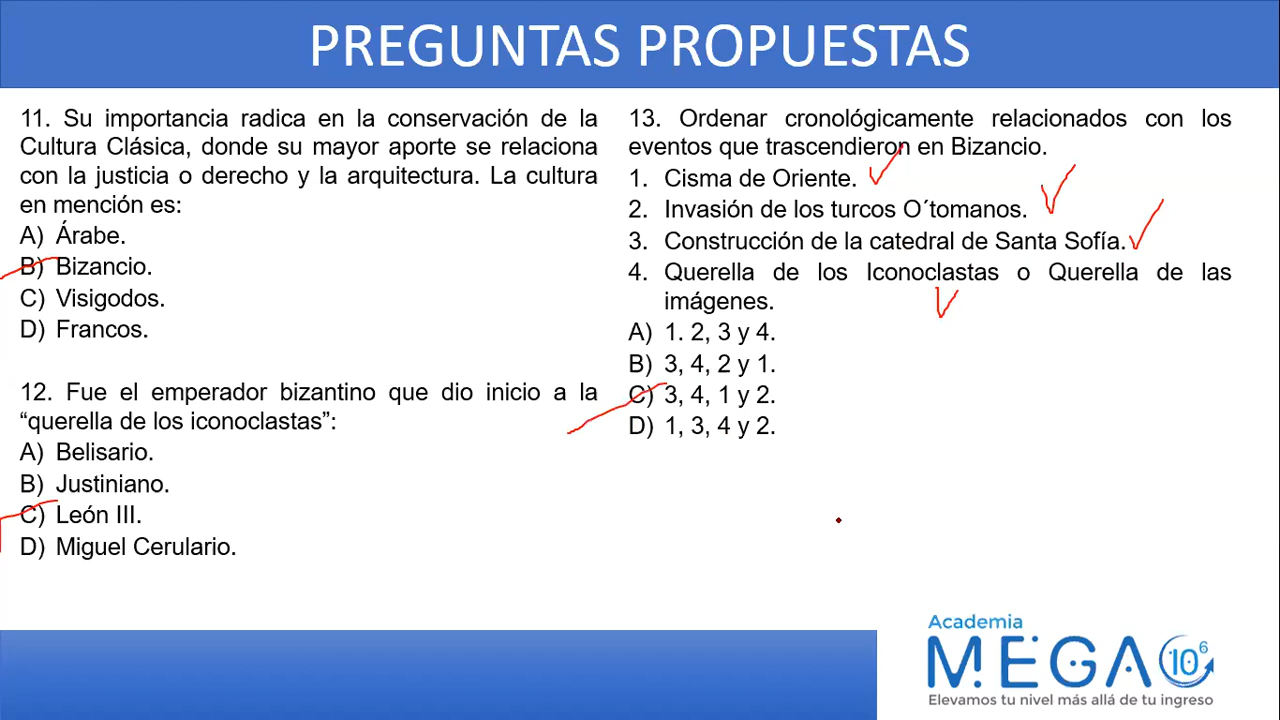 PREGUNTAS PROPUESTAS
11. Su importancia radica en la conservación de la
Cultura Clásica, donde su mayor aporte se relaciona
con la justicia o derecho y la arquitectura. La cultura
en mención es:
A) Árabe.
B) Bizancio.
C) Visigodos.
D) Francos.
12. Fue el emperador bizantino que dio inicio a la
“querella de los iconoclastas”:
A) Belisario.
B) Justiniano.
C) León III.
D) Miguel Cerulario.
13. Ordenar cronológicamente relacionados con los
eventos que trascendieron en Bizancio.
1. Cisma de Oriente.
2. Invasión de los turcos O´tomanos.
3. Construcción de la catedral de Santa Sofía.
4. Querella de los Iconoclastas o Querella de las
imágenes.
A) 1. 2, 3 y 4.
B) 3, 4, 2 y 1.
C) 3, 4, 1 y 2.
D) 1, 3, 4 y 2.
Academia
MEGA 10⁶
Elevamos tu nivel más allá de tu ingreso